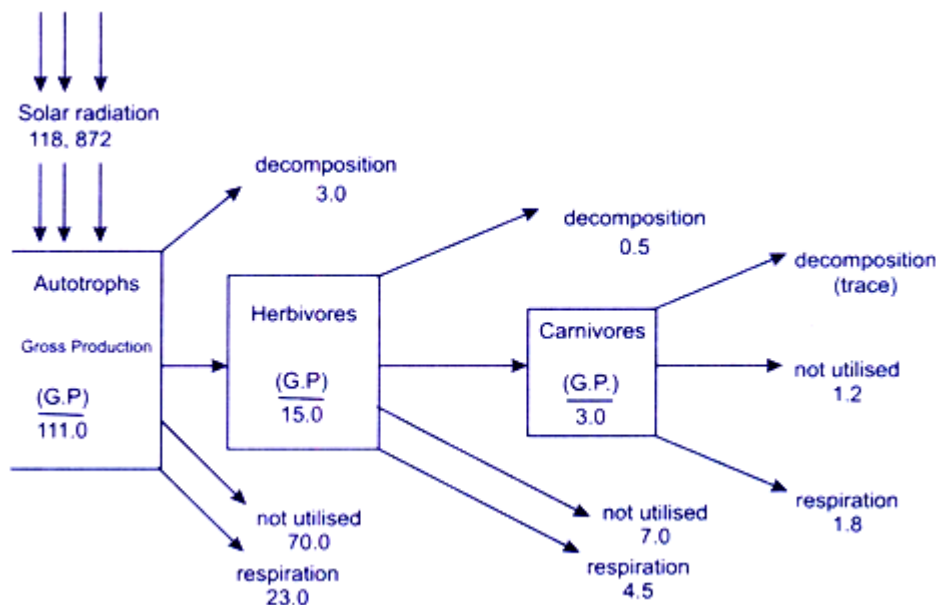 Solar radiation
118, 872
decomposition
3.0
decomposition
0.5
decomposition
(trace)
Autotrophs
Gross Production
(G.P)
111.0
Herbivores
(G.P)
15.0
Carnivores
(G.P.)
3.0
not utilised
1.2
not utilised
70.0
respiration
23.0
not utilised
7.0
respiration
4.5
respiration
1.8